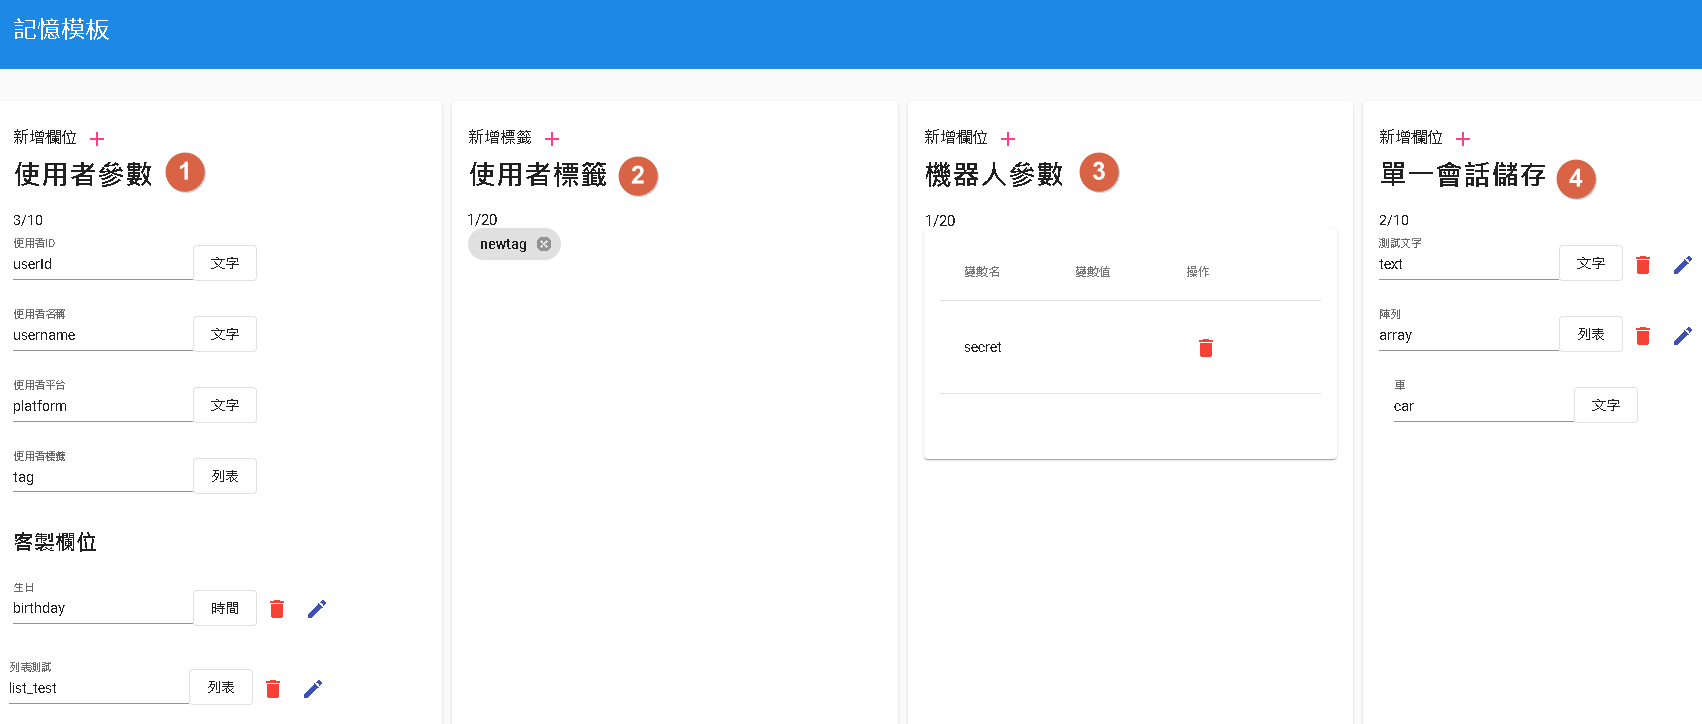 記憶模板
新增欄位 +
使用者參數 1
3/10
使用者ID
userId 文字
使用者名稱
username 文字
使用者平台
platform 文字
使用者標籤
tag 列表
客製欄位
生日
birthday 時間
列表測試
list_test 列表
新增標籤 +
使用者標籤 2
1/20
newtag
新增欄位 +
機器人參數 3
1/20
變數名 變數值 操作
secret
新增欄位 +
單一會話儲存 4
2/10
測試文字
text 文字
陣列
array 列表
車
car 文字